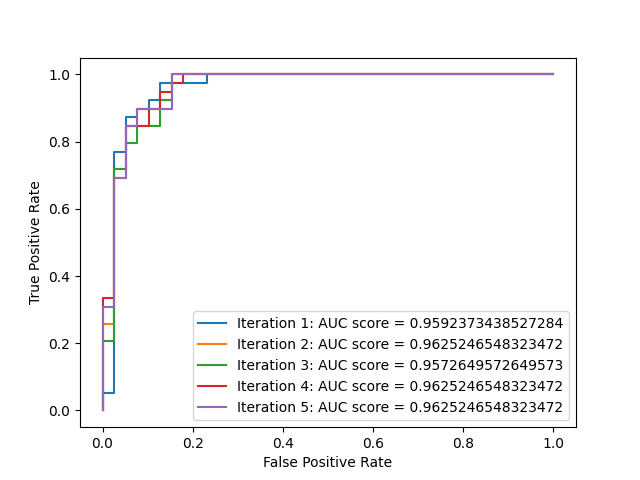 1.0
0.8
0.6
0.4
0.2
0.0
True Positive Rate
Iteration 1: AUC score = 0.9592373438527284
Iteration 2: AUC score = 0.9625246548323472
Iteration 3: AUC score = 0.9572649572649573
Iteration 4: AUC score = 0.9625246548323472
Iteration 5: AUC score = 0.9625246548323472
0.0 0.2 0.4 0.6 0.8 1.0
False Positive Rate